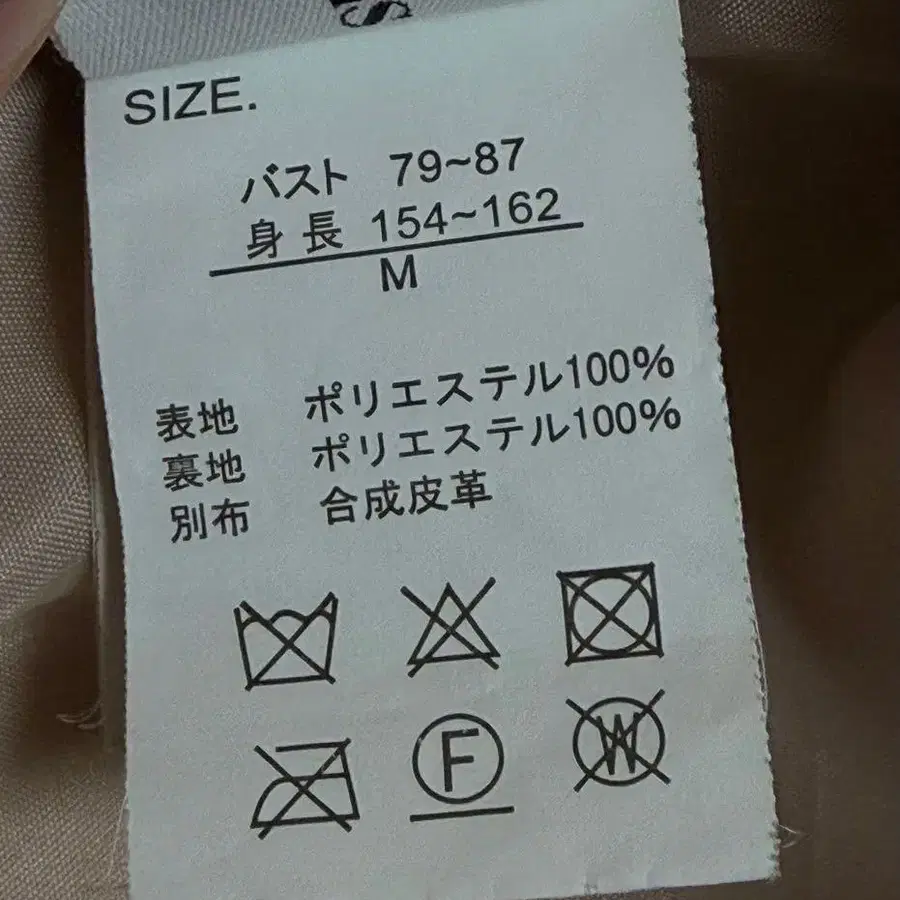 SIZE.
バスト 79~87
身長 154~162
M
表地 ポリエステル100%
裏地 ポリエステル100%
別布 合成皮革
F
W